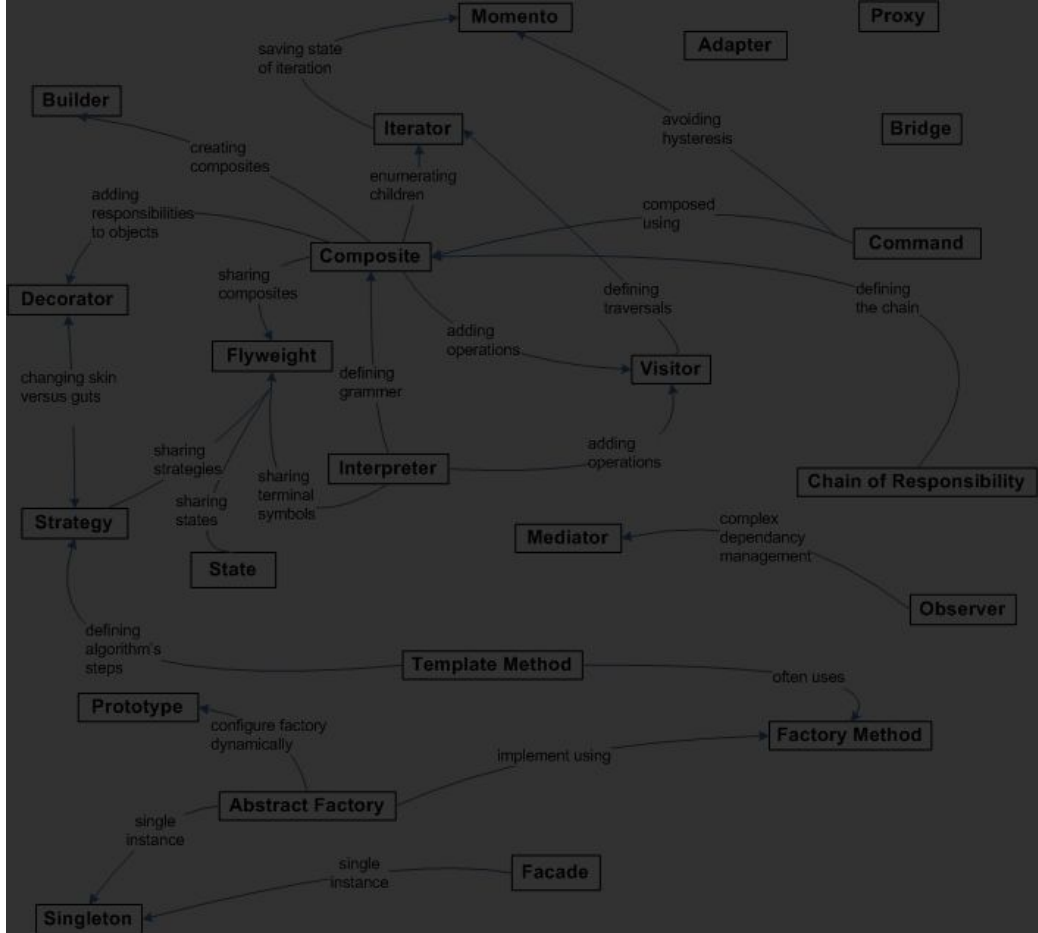 Momento
Proxy
Adapter
saving state
of iteration
Builder
Iterator
avoiding
hysteresis
Bridge
creating
composites
enumerating
children
adding
responsibilities
to objects
composed
using
Command
Composite
sharing
composites
defining
traversals
defining
the chain
Decorator
adding
operations
Flyweight
Visitor
changing skin
versus guts
defining
grammer
sharing
strategies
adding
operations
Interpreter
sharing
terminal
symbols
Chain of Responsibility
sharing
states
Strategy
Mediator
complex
dependancy
management
State
Observer
defining
algorithm's
steps
Template Method
often uses
Prototype
configure factory
dynamically
Factory Method
implement using
Abstract Factory
single
instance
single
instance
Facade
Singleton